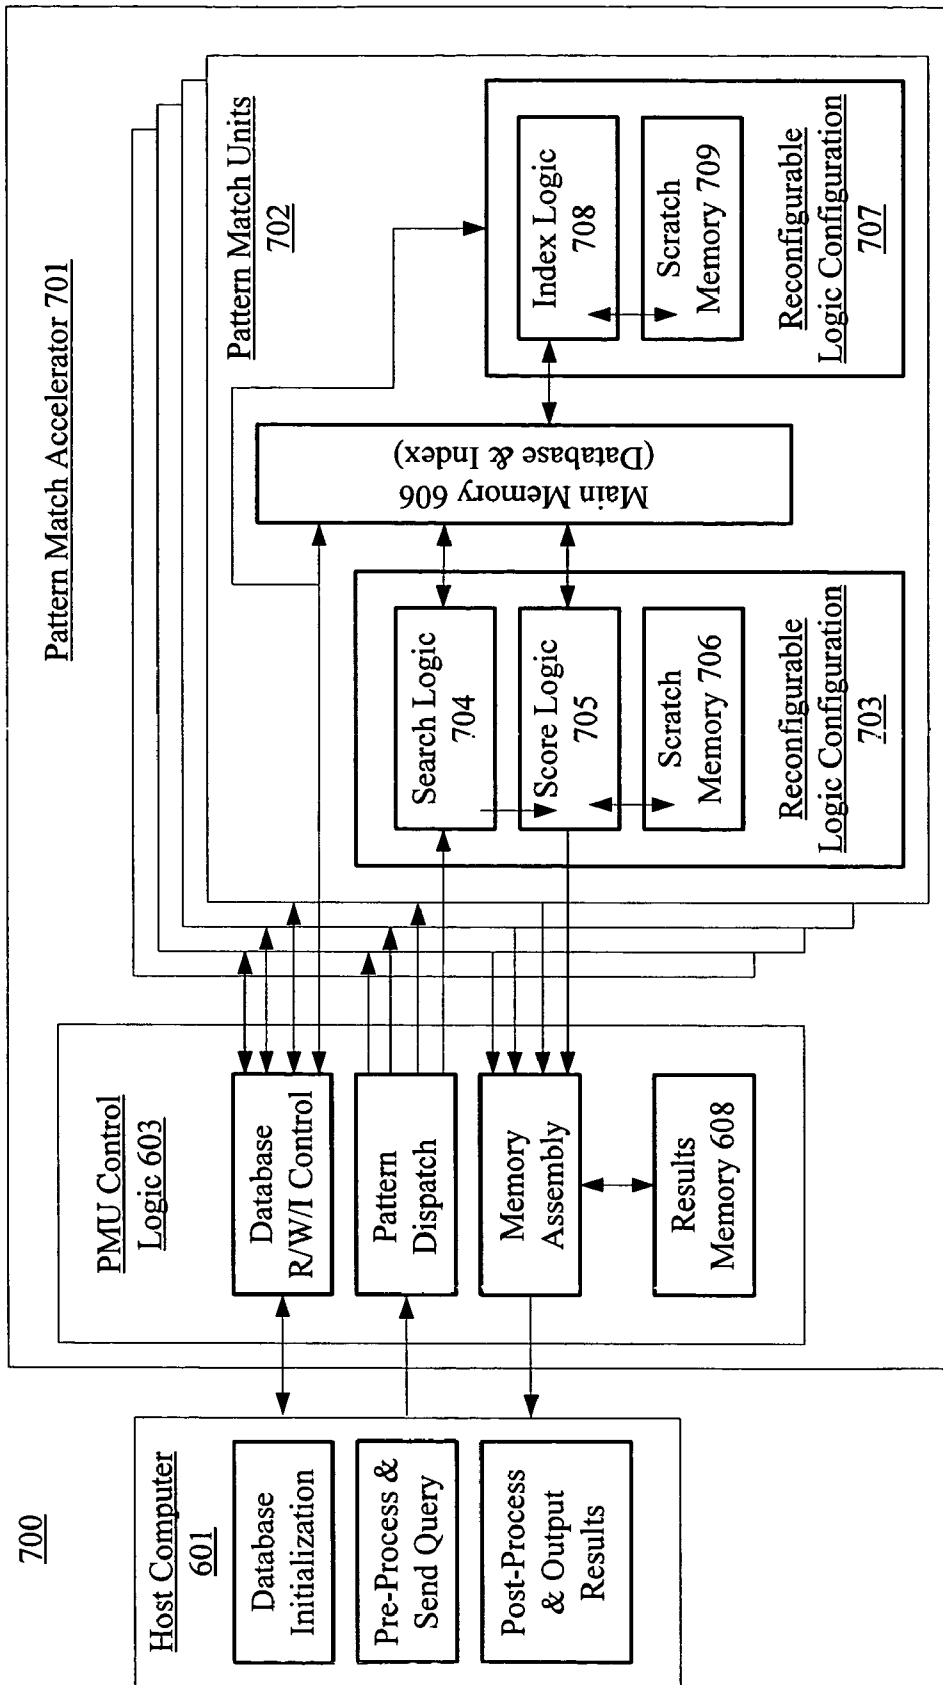 700
Host Computer
601
Database
Initialization
Pre-Process &
Send Query
Post-Process
& Output
Results
Pattern Match Accelerator 701
PMU Control
Logic 603
Database
R/W/I Control
Pattern
Dispatch
Memory
Assembly
Results
Memory 608
Pattern Match Units
702
Search Logic
704
Score Logic
705
Scratch
Memory 706
Reconfigurable
Logic Configuration
703
Main Memory 606
(Database & Index)
Index Logic
708
Scratch
Memory 709
Reconfigurable
Logic Configuration
707